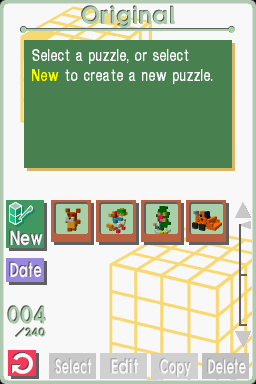 Original
Select a puzzle, or select
New to create a new puzzle.
New
Date
004
/240
Select
Edit
Copy
Delete